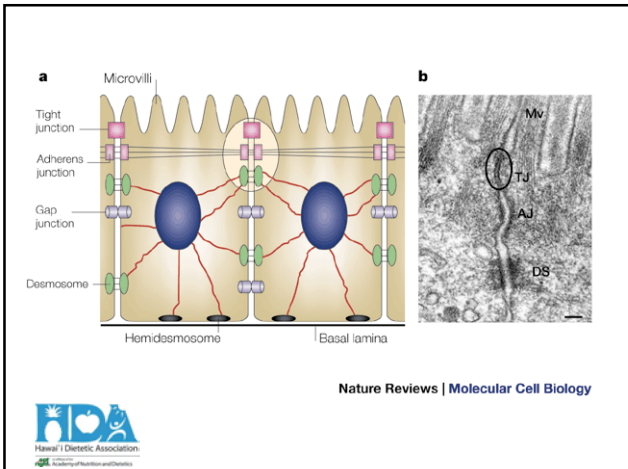 a
Microvilli
Tight
junction
Adherens
junction
Gap
junction
Desmosome
Hemidesmosome
Basal lamina
b
Mv
TJ
AJ
DS
Nature Reviews | Molecular Cell Biology
HDA
Hawai`i Dietetic Association
Academy of Nutrition and Dietetics